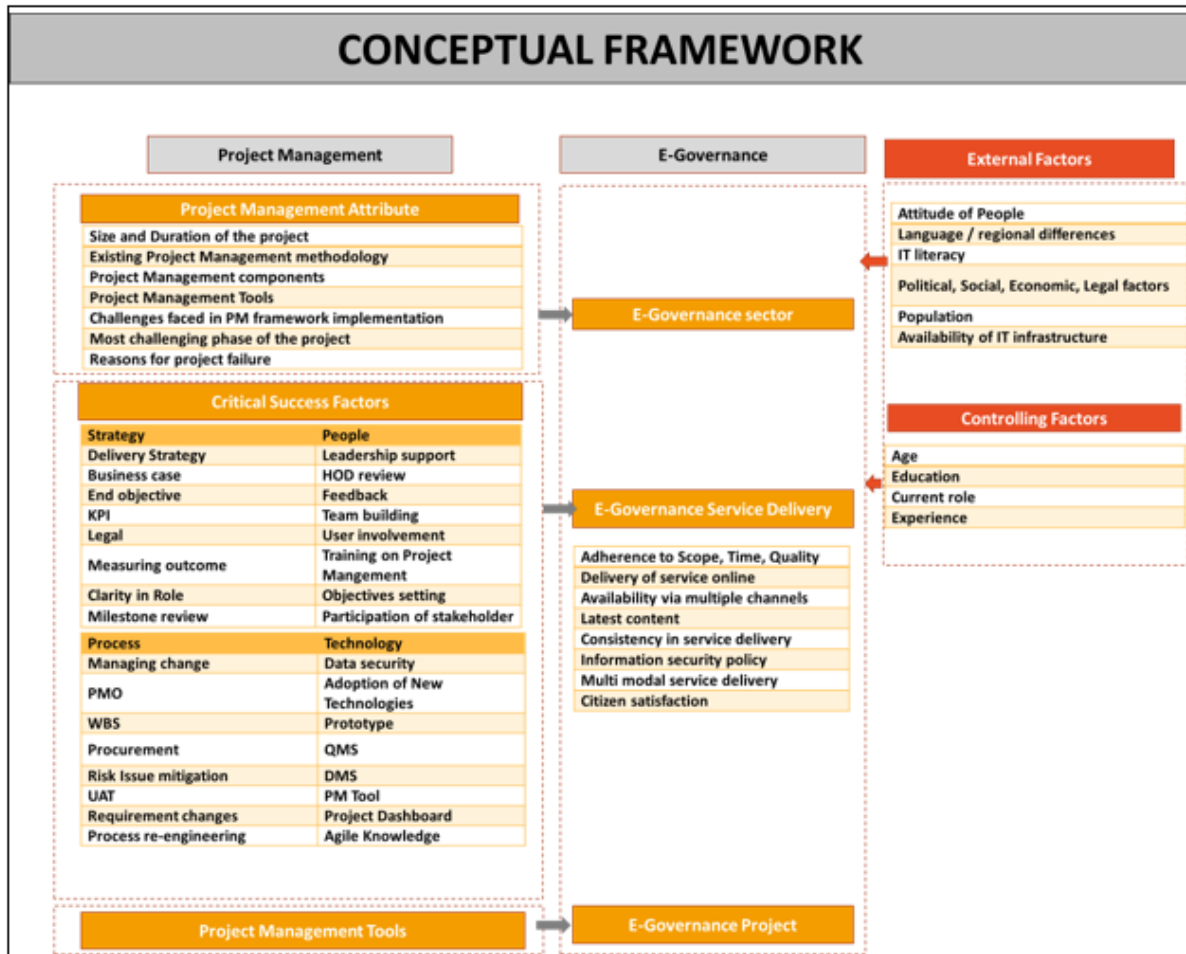 CONCEPTUAL FRAMEWORK
Project Management
Project Management Attribute
Size and Duration of the project
Existing Project Management methodology
Project Management components
Project Management Tools
Challenges faced in PM framework implementation
Most challenging phase of the project
Reasons for project failure
Critical Success Factors
Strategy People
Delivery Strategy Leadership support
Business case HOD review
End objective Feedback
KPI Team building
Legal User involvement
Measuring outcome Training on Project
Mangement
Clarity in Role Objectives setting
Milestone review Participation of stakeholder
Process Technology
Managing change Data security
PMO Adoption of New
Technologies
WBS Prototype
Procurement QMS
Risk Issue mitigation DMS
UAT PM Tool
Requirement changes Project Dashboard
Process re-engineering Agile Knowledge
Project Management Tools
E-Governance
E-Governance sector
E-Governance Service Delivery
Adherence to Scope, Time, Quality
Delivery of service online
Availability via multiple channels
Latest content
Consistency in service delivery
Information security policy
Multi modal service delivery
Citizen satisfaction
E-Governance Project
External Factors
Attitude of People
Language / regional differences
IT literacy
Political, Social, Economic, Legal factors
Population
Availability of IT infrastructure
Controlling Factors
Age
Education
Current role
Experience